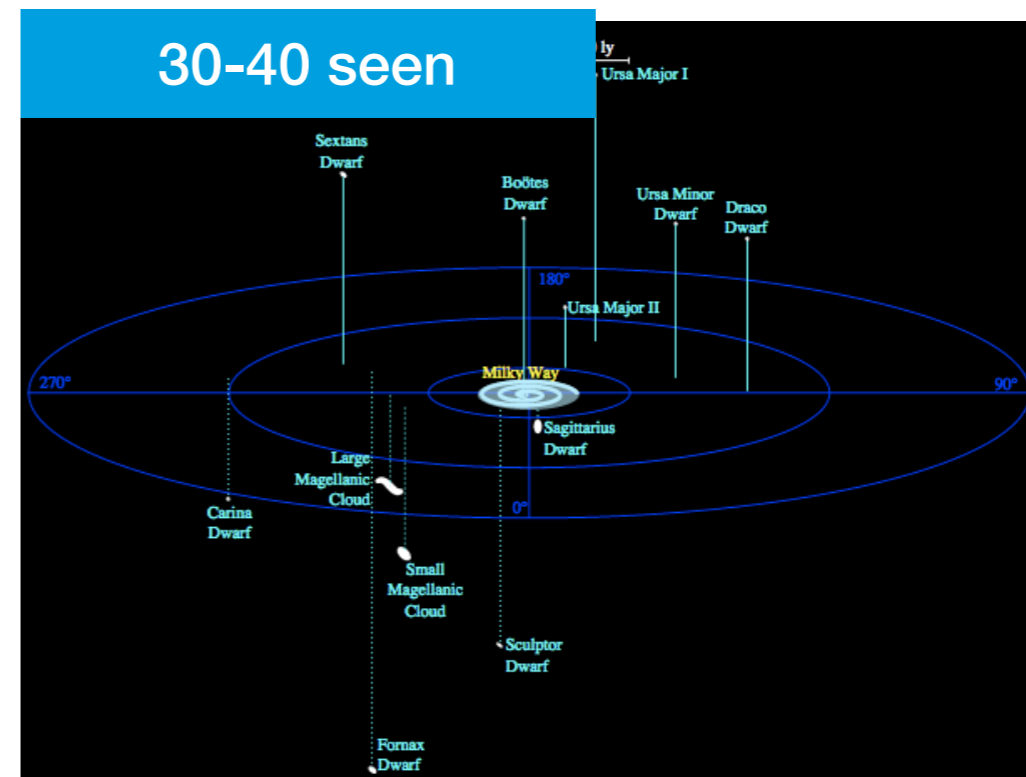 30-40 seen
ly
Ursa Major I
Sextans
Dwarf
Boötes
Dwarf
Ursa Minor
Dwarf
Draco
Dwarf
180°
Ursa Major II
Milky Way
270°
90°
Sagittarius
Dwarf
Large
Magellanic
Cloud
0°
Carina
Dwarf
Small
Magellanic
Cloud
Sculptor
Dwarf
Fornax
Dwarf